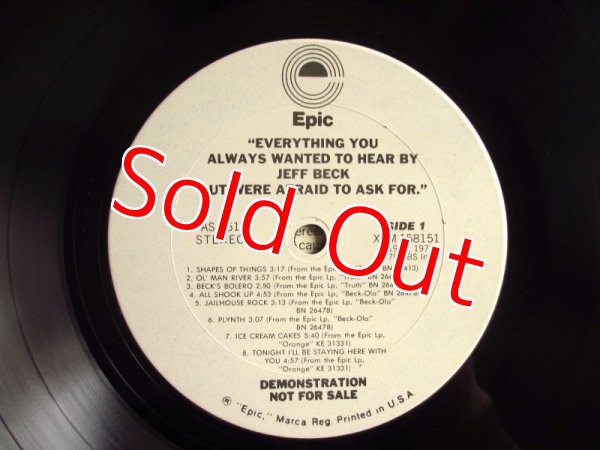 Epic
"EVERYTHING YOU
ALWAYS WANTED TO HEAR BY
JEFF BECK
WERE AFRAID TO ASK FOR."
Sold Out
SIDE 1
STEREO
158151
1. SHAPES OF THINGS 3:17 (From the Epic
2. OL' MAN RIVER 3:57 (From the Epic Lp, "Truth" BN
3. BECK'S BOLERO 2:50 (From the Epic Lp, "Truth" BN
4. ALL SHOOK UP 4:53 (From the Epic Lp, "Beck-Ola" BN 26478)
5. JAILHOUSE ROCK 3:13 (From the Epic Lp, "Beck-Ola"
BN 26478)
6. PLYNTH 3:07 (From the Epic Lp, "Beck-Ola"
BN 26478)
7. ICE CREAM CAKES 5:40 (From the Epic Lp,
"Orange" KE 31331)
8. TONIGHT I'LL BE STAYING HERE WITH
YOU 4:57 (From the Epic Lp,
"Orange" KE 31331)
DEMONSTRATION
NOT FOR SALE
® "Epic," Marca Reg. Printed in U.S.A.